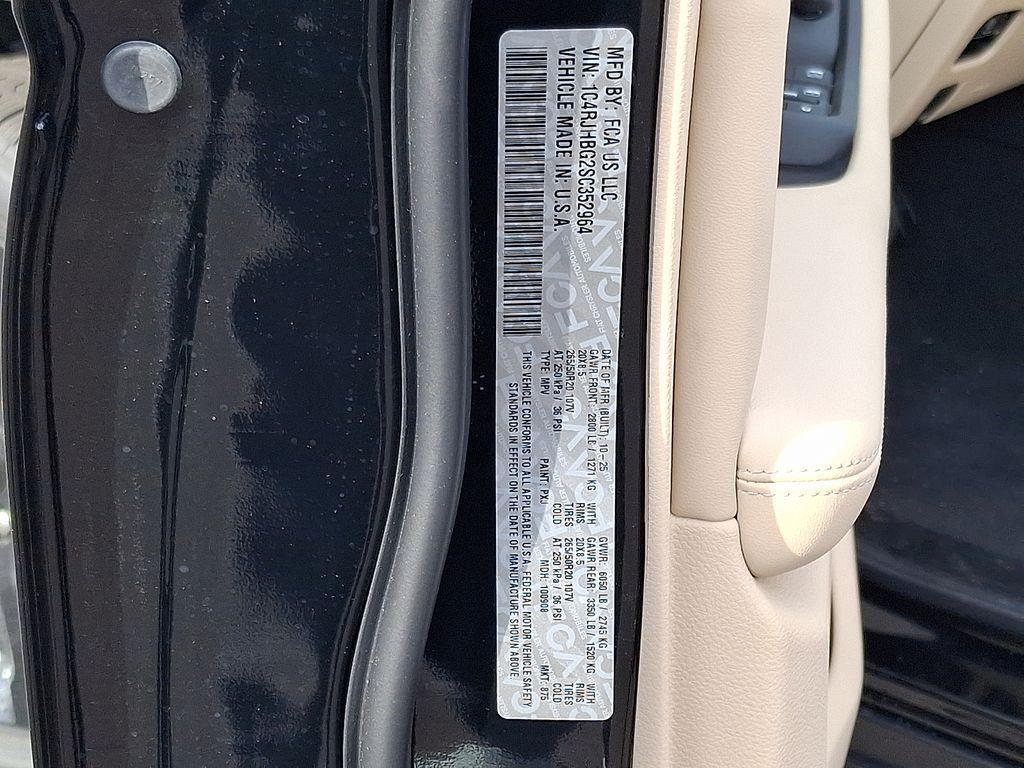 MFD BY: FCA US LLC
VIN: 1C4RJHBG2SC352964
VEHICLE MADE IN: U.S.A.
DATE OF MFR (BUILT): 10-25 GVWR: 6050 LB / 2745 KG
GAWR FRONT: 2800 LB / 1271 KG WITH GAWR REAR: 3350 LB / 1520 KG WITH
20X8.5 RIMS 20X8.5 RIMS
265/50R20 107V TIRES 265/50R20 107V TIRES
AT 250 kPa / 36 PSI COLD AT 250 kPa / 36 PSI COLD
TYPE: MPV PAINT: PXJ MDH: 100908 MKT: 875
THIS VEHICLE CONFORMS TO ALL APPLICABLE U.S.A. FEDERAL MOTOR VEHICLE SAFETY
STANDARDS IN EFFECT ON THE DATE OF MANUFACTURE SHOWN ABOVE.